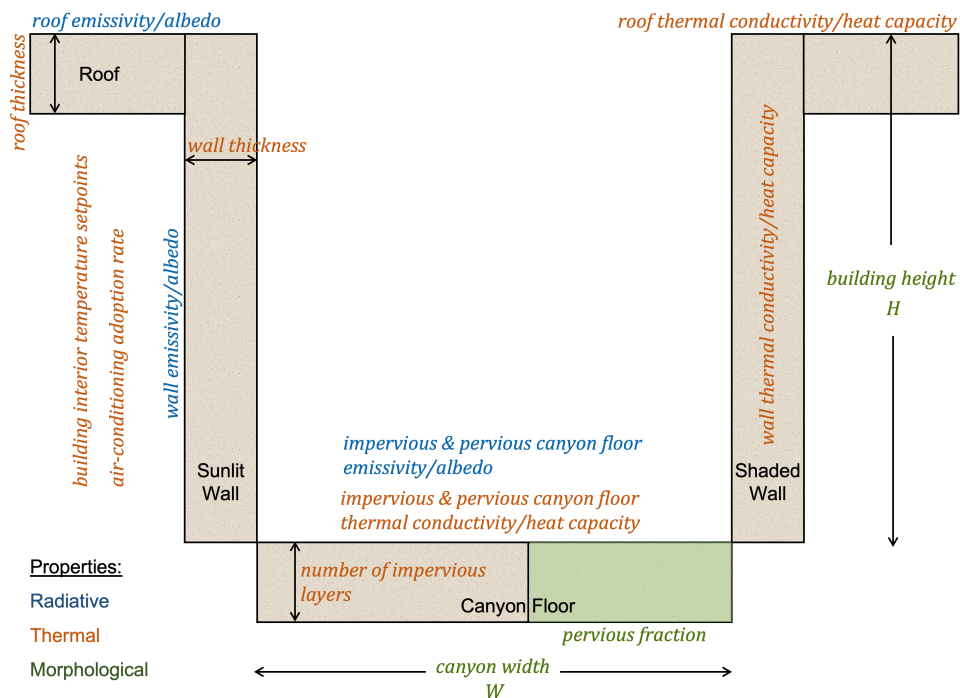 roof emissivity/albedo
roof thermal conductivity/heat capacity
roof thickness
Roof
wall thickness
building interior temperature setpoints
air-conditioning adoption rate
wall emissivity/albedo
wall thermal conductivity/heat capacity
building height
H
impervious & pervious canyon floor
emissivity/albedo
impervious & pervious canyon floor
thermal conductivity/heat capacity
Sunlit
Wall
Shaded
Wall
number of impervious
layers
Canyon Floor
pervious fraction
canyon width
W
Properties:
Radiative
Thermal
Morphological